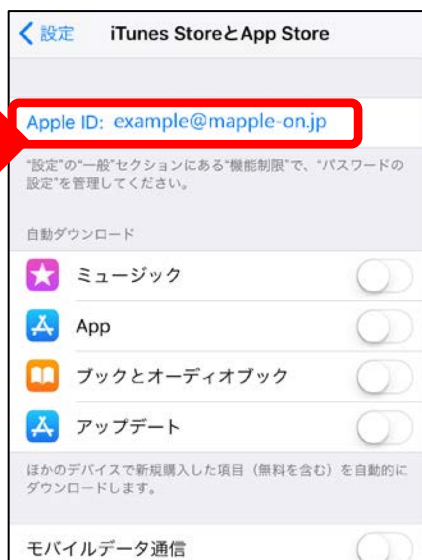 設定 iTunes StoreとApp Store
Apple ID: example@mapple-on.jp
"設定"の"一般"セクションにある"機能制限"で、"パスワードの
設定"を管理してください。
自動ダウンロード
ミュージック
App
ブックとオーディオブック
アップデート
ほかのデバイスで新規購入した項目（無料を含む）を自動的に
ダウンロードします。
モバイルデータ通信